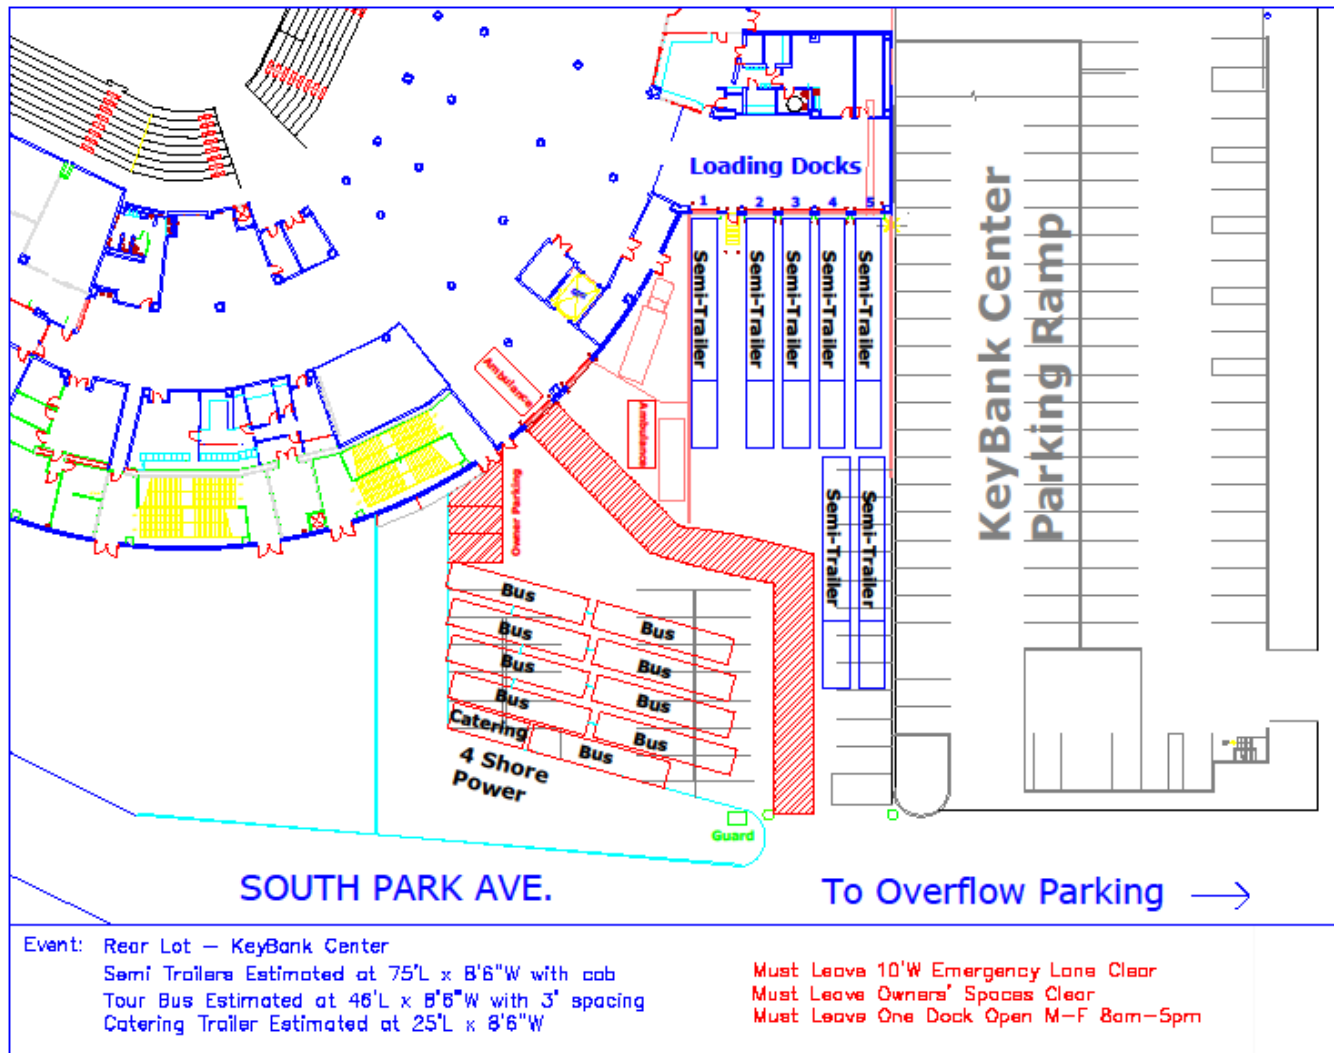 Loading Docks
1 2 3 4 5
Semi-Trailer
Semi-Trailer
Semi-Trailer
Semi-Trailer
Semi-Trailer
KeyBank Center
Parking Ramp
Ambulance
Ambulance
Owner Parking
Semi-Trailer
Semi-Trailer
Bus
Bus
Bus
Bus
Bus
Bus
Bus
Bus
Catering
Bus
4 Shore
Power
Guard
SOUTH PARK AVE.
To Overflow Parking
Event: Rear Lot – KeyBank Center
Semi Trailers Estimated at 75'L x 8'6"W with cab
Tour Bus Estimated at 46'L x 8'6"W with 3' spacing
Catering Trailer Estimated at 25'L x 8'6"W
Must Leave 10'W Emergency Lane Clear
Must Leave Owners' Spaces Clear
Must Leave One Dock Open M-F 8am-5pm